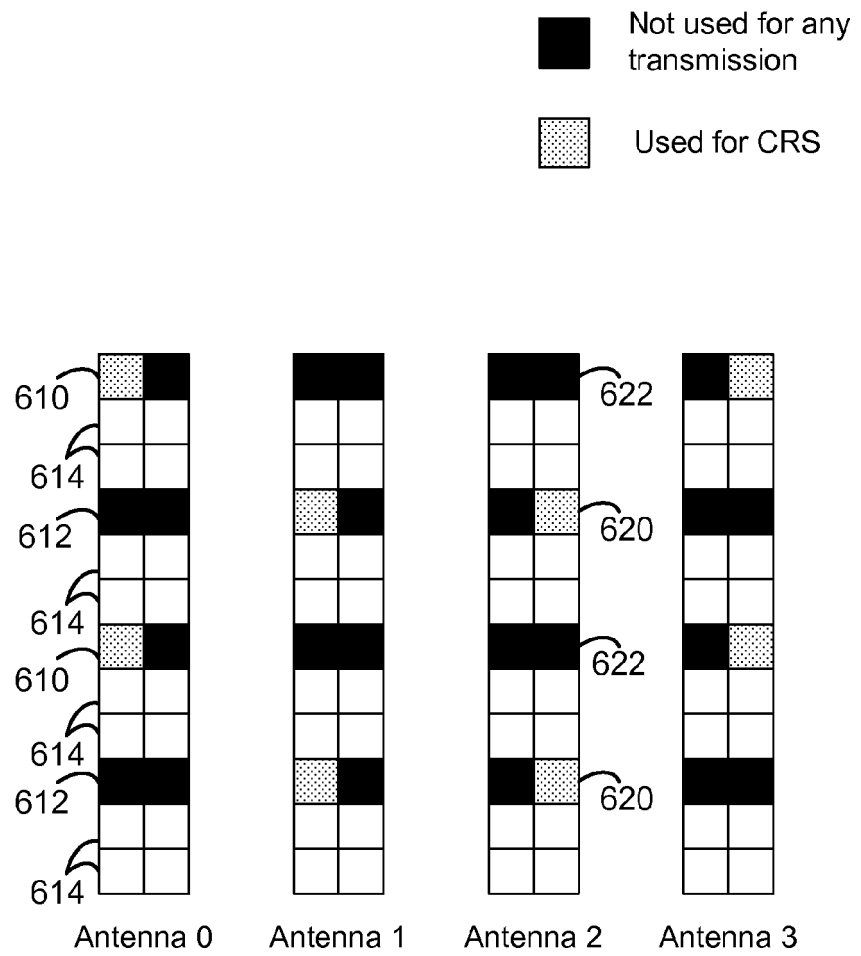 Not used for any
transmission
Used for CRS
610
614
612
614
610
614
612
614
622
620
622
620
Antenna 0
Antenna 1
Antenna 2
Antenna 3